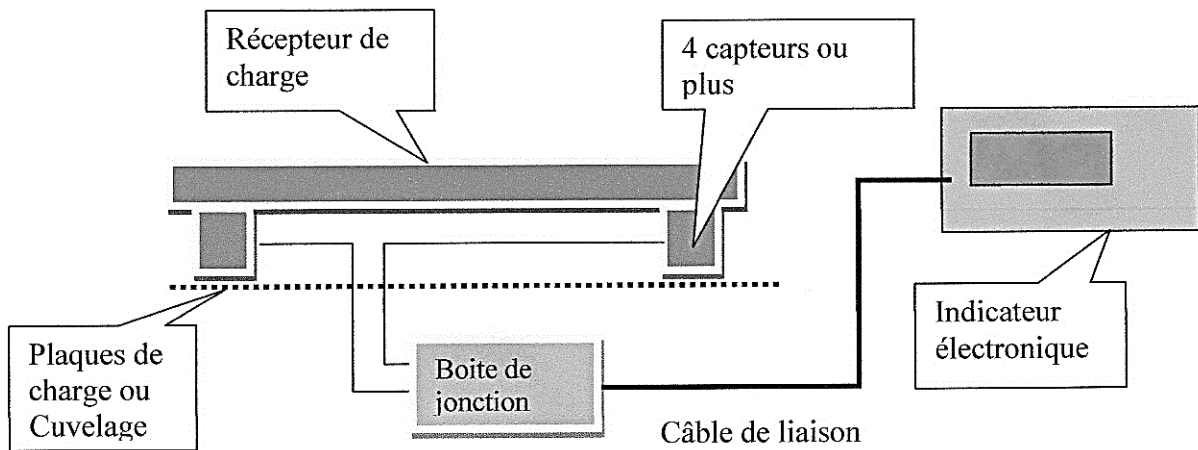 Récepteur de
charge
4 capteurs ou
plus
Indicateur
électronique
Plaques de
charge ou
Cuvelage
Boite de
jonction
Câble de liaison